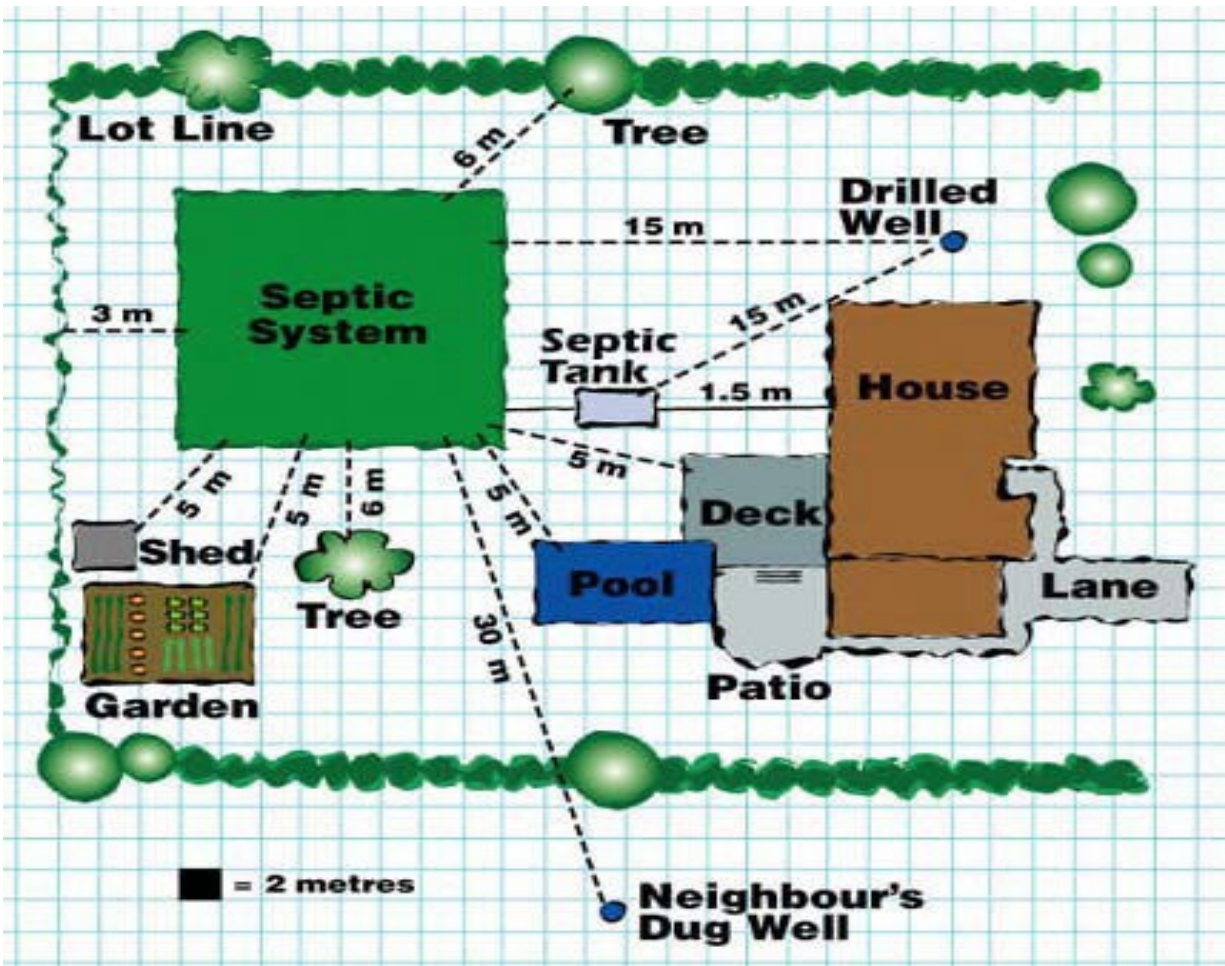 Lot Line
6 m
Tree
Drilled
Well
15 m
3 m
Septic
System
15 m
Septic
Tank
1.5 m
House
5 m
5 m
5 m
6 m
5 m
Deck
Shed
Pool
Lane
Tree
30 m
Garden
Patio
= 2 metres
Neighbour's
Dug Well